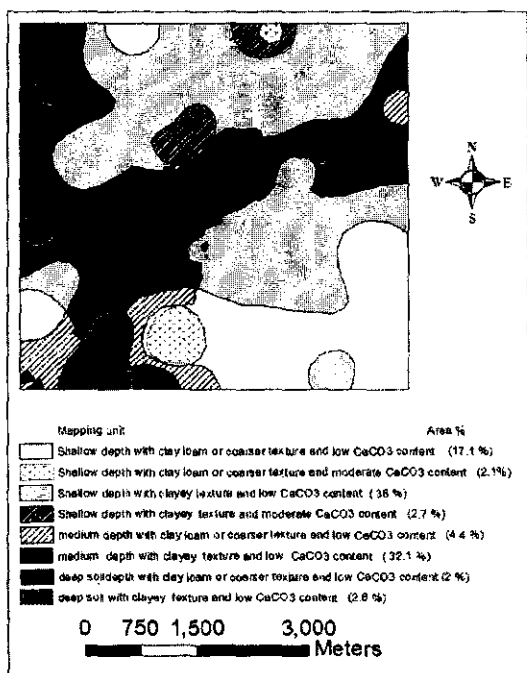 N
W E
S
Mapping unit Area %
Shallow depth with clay loam or coarser texture and low CaCO3 content (17.1 %)
Shallow depth with clay loam or coarser texture and moderate CaCO3 content (2.1%)
Shallow depth with clayey texture and low CaCO3 content (36 %)
Shallow depth with clayey texture and moderate CaCO3 content (2.7 %)
medium depth with clay loam or coarser texture and low CaCO3 content (4.4 %)
medium depth with clayey texture and low CaCO3 content (32.1 %)
deep soildepth with clay loam or coarser texture and low CaCO3 content (2 %)
deep soil with clayey texture and low CaCO3 content (2.6 %)
0 750 1,500 3,000
Meters